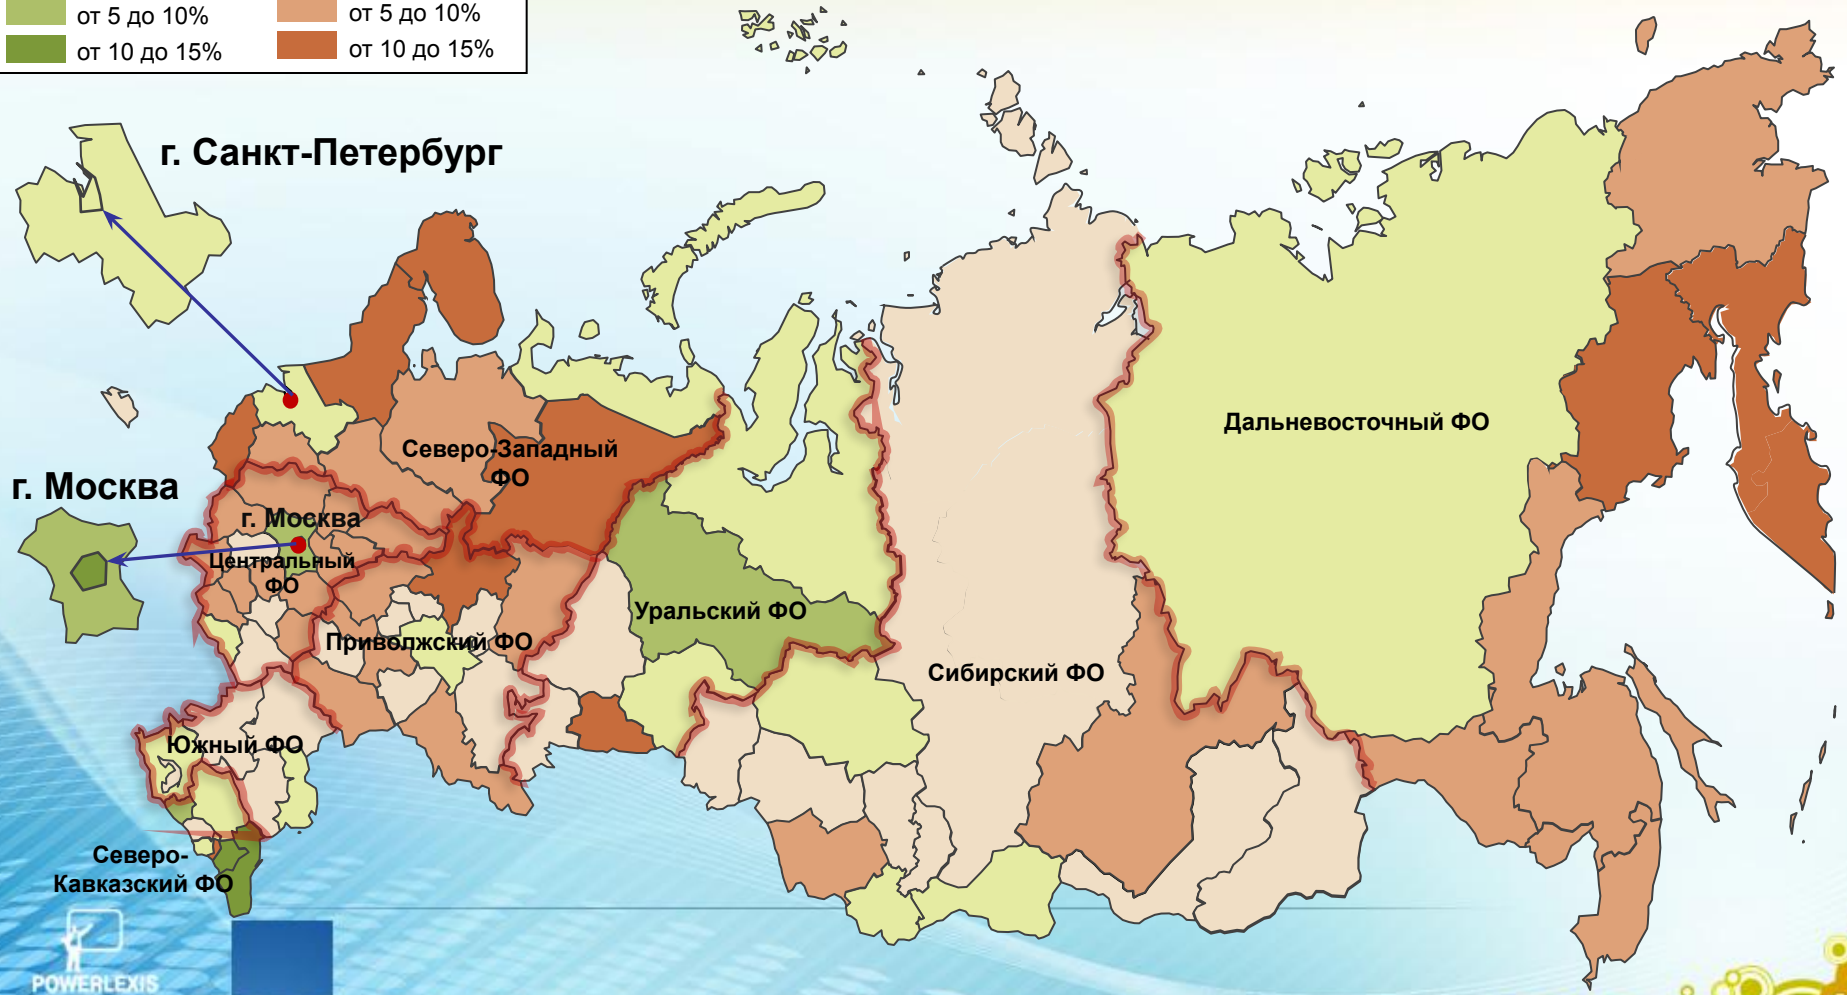 от 5 до 10%
от 5 до 10%
от 10 до 15%
от 10 до 15%
г. Санкт-Петербург
Дальневосточный ФО
Северо-Западный
ФО
г. Москва
г. Москва
Центральный
ФО
Уральский ФО
Приволжский ФО
Сибирский ФО
Южный ФО
Северо-
Кавказский ФО
POWERLEXIS